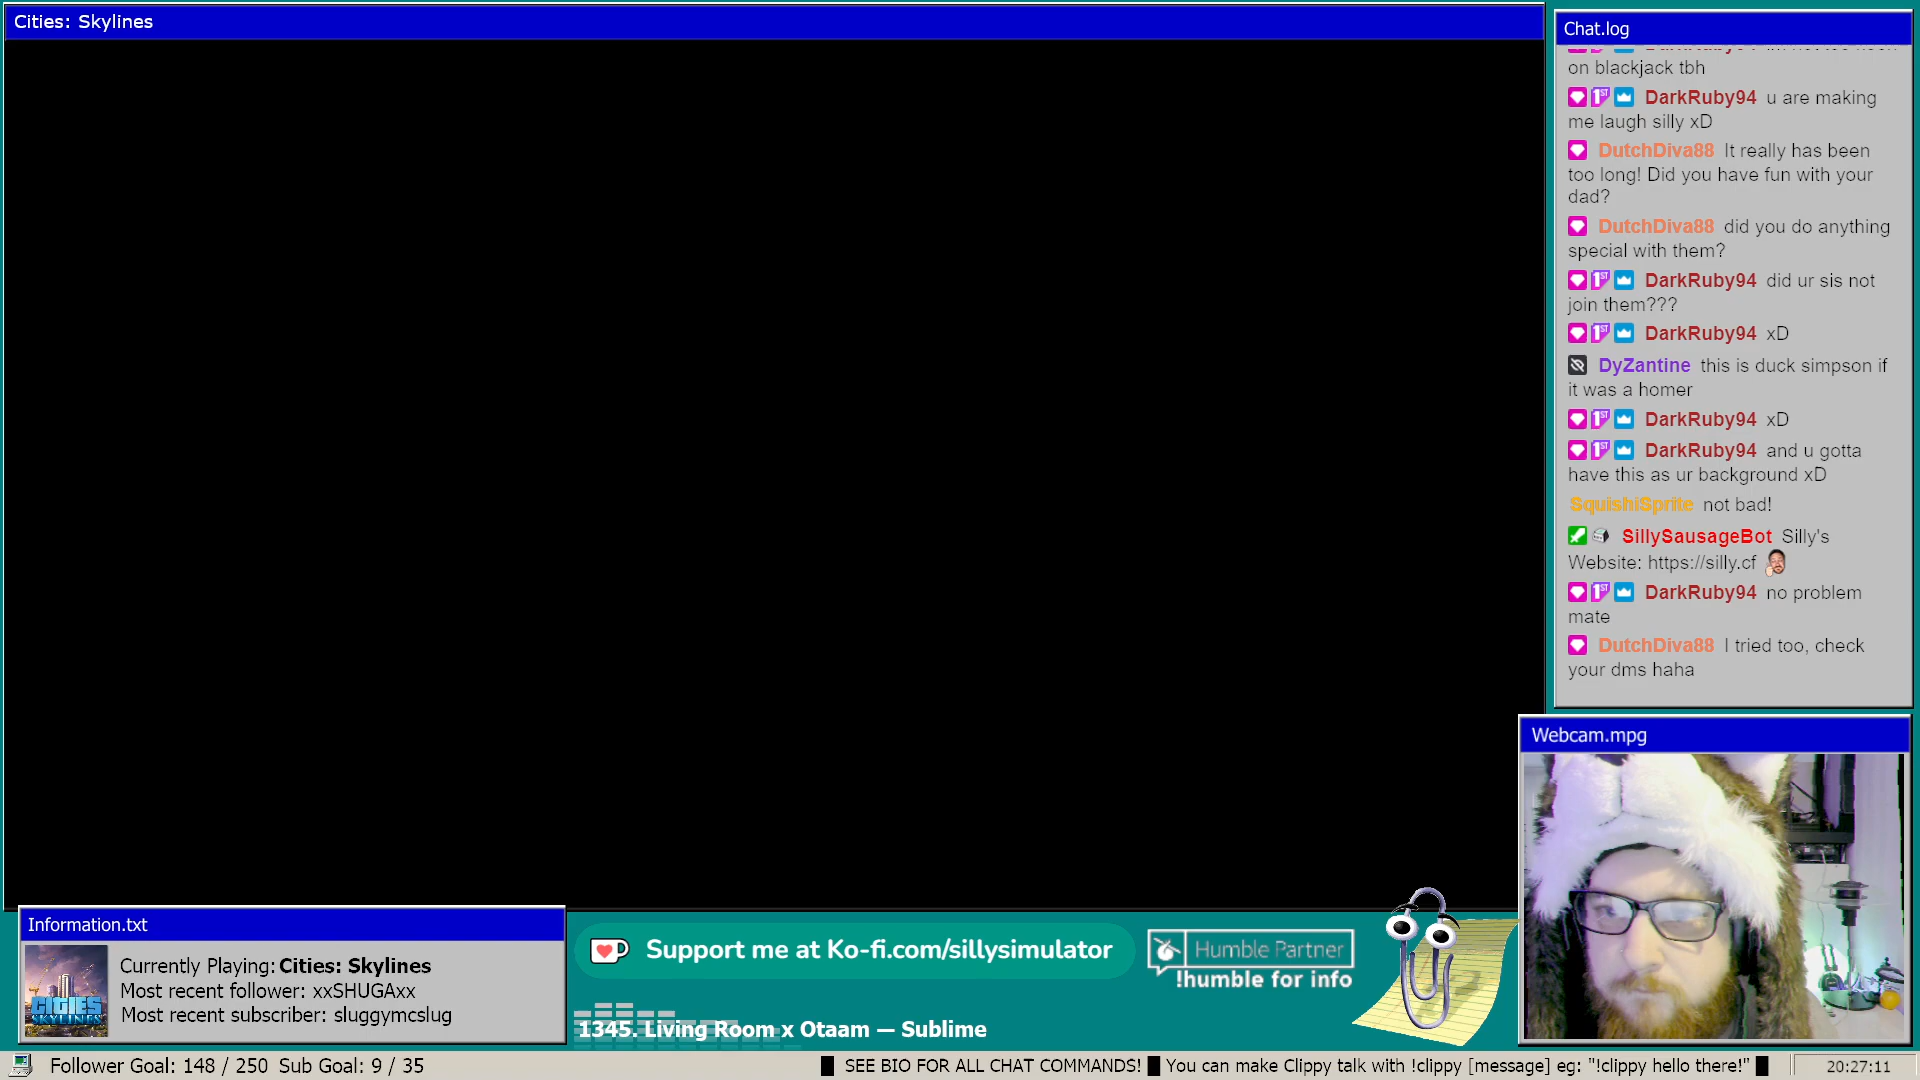 Cities: Skylines
Chat.log
on blackjack tbh
DarkRuby94 u are making
me laugh silly xD
DutchDiva88 It really has been
too long! Did you have fun with your
dad?
DutchDiva88 did you do anything
special with them?
DarkRuby94 did ur sis not
join them???
DarkRuby94 xD
DyZantine this is duck simpson if
it was a homer
DarkRuby94 xD
DarkRuby94 and u gotta
have this as ur background xD
SquishiSprite not bad!
SillySausageBot Silly's
Website: https://silly.cf
DarkRuby94 no problem
mate
DutchDiva88 I tried too, check
your dms haha
Webcam.mpg
Information.txt
CITIES
SKYLINES
Currently Playing: Cities: Skylines
Most recent follower: xxSHUGAxx
Most recent subscriber: sluggymcslug
Support me at Ko-fi.com/sillysimulator
Humble Partner
!humble for info
1345. Living Room x Otaam — Sublime
Follower Goal: 148 / 250 Sub Goal: 9 / 35
SEE BIO FOR ALL CHAT COMMANDS! You can make Clippy talk with !clippy [message] eg: "!clippy hello there!"
20:27:11